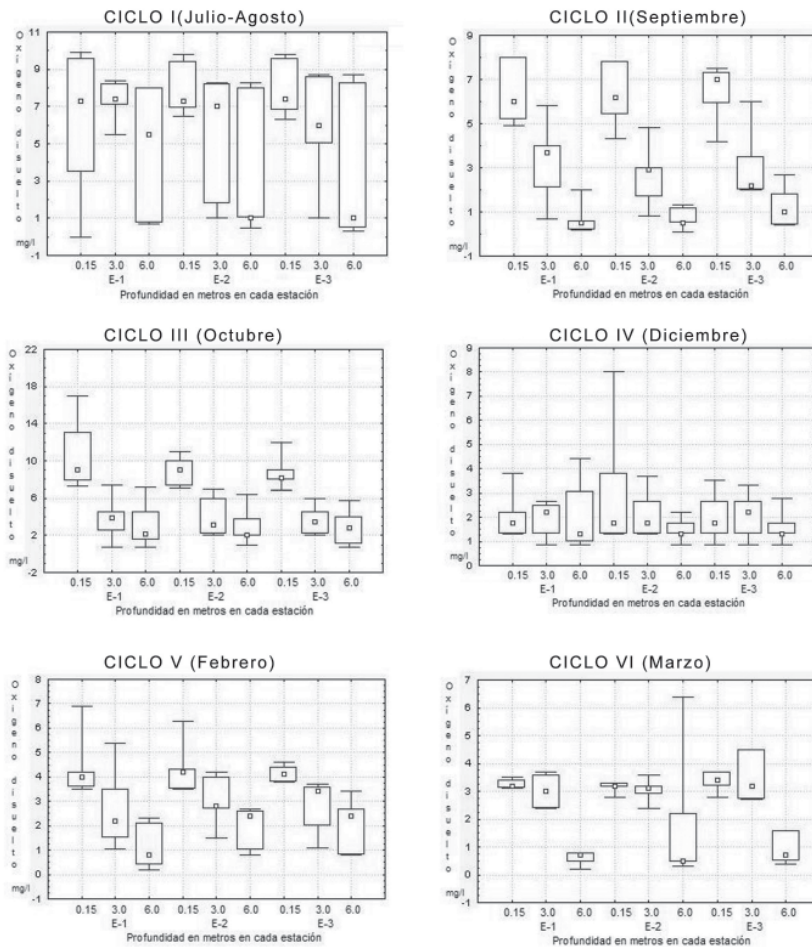 CICLO I(Julio-Agosto)
Oxígeno disuelto
mg/l
11
9
7
5
3
1
-1
0.15 3.0 6.0 0.15 3.0 6.0 0.15 3.0 6.0
E-1 E-2 E-3
Profundidad en metros en cada estación
CICLO II(Septiembre)
Oxígeno disuelto
mg/l
9
7
5
3
1
-1
0.15 3.0 6.0 0.15 3.0 6.0 0.15 3.0 6.0
E-1 E-2 E-3
Profundidad en metros en cada estación
CICLO III (Octubre)
Oxígeno disuelto
mg/l
22
18
14
10
6
2
-2
0.15 3.0 6.0 0.15 3.0 6.0 0.15 3.0 6.0
E-1 E-2 E-3
Profundidad en metros en cada estación
CICLO IV (Diciembre)
Oxígeno disuelto
mg/l
9
8
7
6
5
4
3
2
1
0
0.15 3.0 6.0 0.15 3.0 6.0 0.15 3.0 6.0
E-1 E-2 E-3
Profundidad en metros en cada estación
CICLO V (Febrero)
Oxígeno disuelto
mg/l
8
7
6
5
4
3
2
1
0
-1
0.15 3.0 6.0 0.15 3.0 6.0 0.15 3.0 6.0
E-1 E-2 E-3
Profundidad en metros en cada estación
CICLO VI (Marzo)
Oxígeno disuelto
mg/l
7
6
5
4
3
2
1
0
-1
0.15 3.0 6.0 0.15 3.0 6.0 0.15 3.0 6.0
E-1 E-2 E-3
Profundidad en metros en cada estación